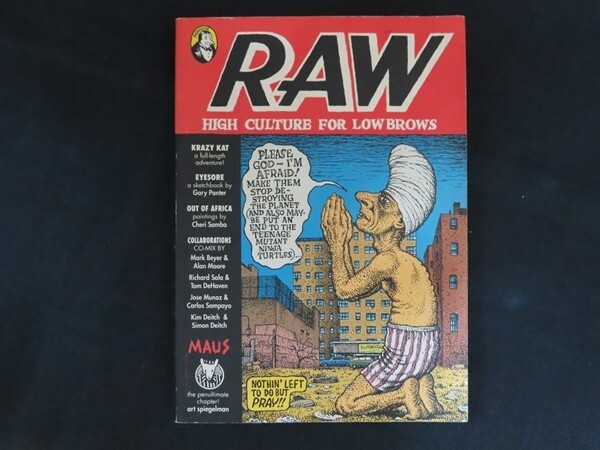 RAW
HIGH CULTURE FOR LOWBROWS
KRAZY KAT
a full-length
adventure!
EYESORE
a sketchbook by
Gary Panter
OUT OF AFRICA
paintings by
Cheri Samba
COLLABORATIONS
CO-MIX BY
Mark Beyer &
Alan Moore
Richard Sala &
Tom DeHaven
Jose Munoz &
Carlos Sampayo
Kim Deitch &
Simon Deitch
MAUS
the penultimate
chapter!
art spiegelman
PLEASE
GOD-I'M
AFRAID!
MAKE THEM
STOP DE-
STROYING
THE PLANET
(AND ALSO MAY-
BE PUT AN
END TO THE
TEENAGE
MUTANT
NINJA
TURTLES)...
NOTHIN' LEFT
TO DO BUT
PRAY!!